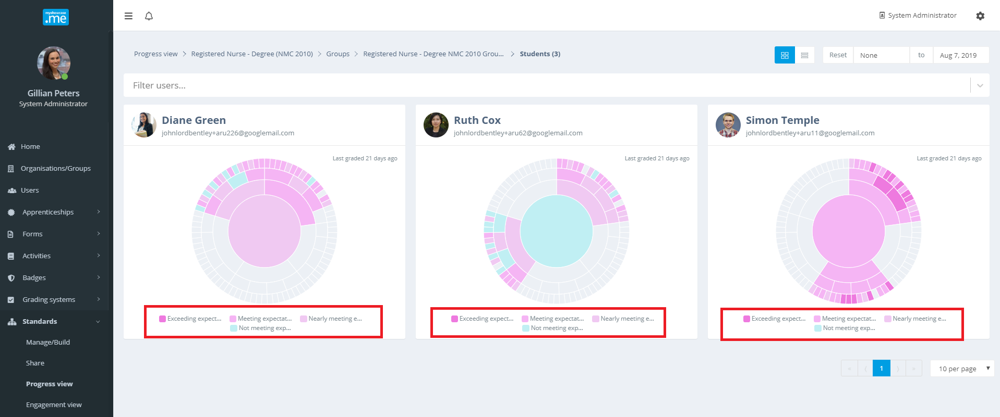 myshowcase
.me
System Administrator
Gillian Peters
System Administrator
Home
Organisations/Groups
Users
Apprenticeships
Forms
Activities
Badges
Grading systems
Standards
Manage/Build
Share
Progress view
Engagement view
Progress view > Registered Nurse - Degree (NMC 2010) > Groups > Registered Nurse - Degree NMC 2010 Grou... > Students (3)
Reset None to Aug 7, 2019
Filter users...
Diane Green
johnlordbentley+aru226@googlemail.com
Last graded 21 days ago
Exceeding expect... Meeting expectat... Nearly meeting e...
Not meeting exp...
Ruth Cox
johnlordbentley+aru62@googlemail.com
Last graded 21 days ago
Exceeding expect... Meeting expectat... Nearly meeting e...
Not meeting exp...
Simon Temple
johnlordbentley+aru11@googlemail.com
Last graded 21 days ago
Exceeding expect... Meeting expectat... Nearly meeting e...
Not meeting exp...
« ⟨ 1 ⟩ » 10 per page